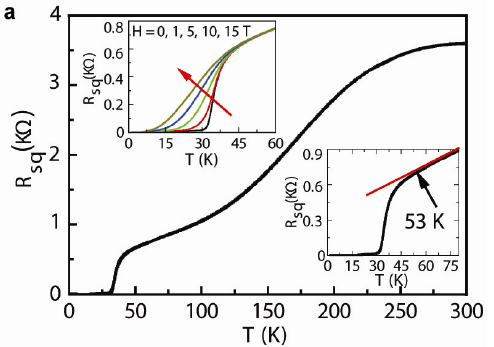 a
4
3
2
1
0
R_sq(KΩ)
0 50 100 150 200 250 300
T (K)
H = 0, 1, 5, 10, 15 T
0.8
0.6
0.4
0.2
0
R_sq(KΩ)
0 15 30 45 60
T (K)
0.9
0.6
0.3
0
R_sq(KΩ)
53 K
0 15 30 45 60 75
T (K)